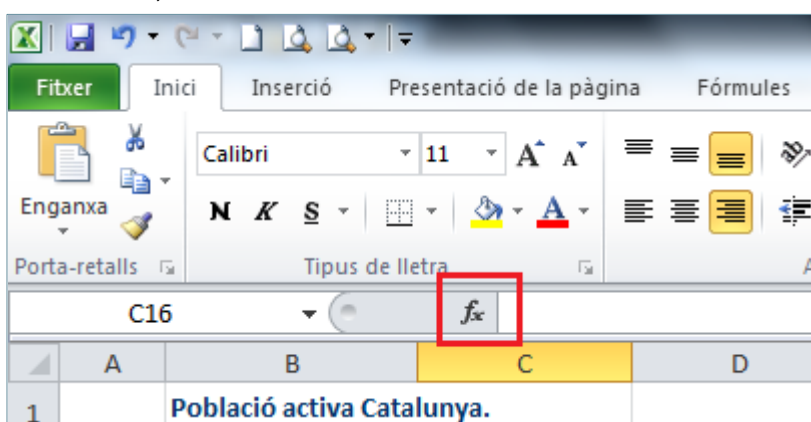 Fitxer Inici Inserció Presentació de la pàgina Fórmules
Calibri 11 A A
Enganxa N K S A
Porta-retalls Tipus de lletra A
C16 fx
A B C D
1 Població activa Catalunya.